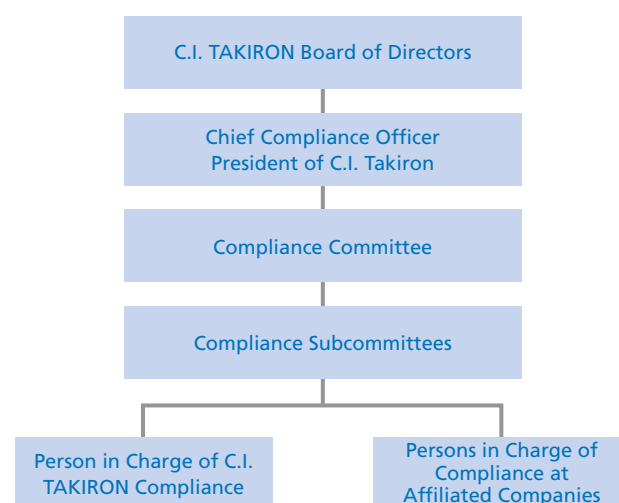 C.I. TAKIRON Board of Directors
Chief Compliance Officer
President of C.I. Takiron
Compliance Committee
Compliance Subcommittees
Person in Charge of C.I.
TAKIRON Compliance
Persons in Charge of
Compliance at
Affiliated Companies